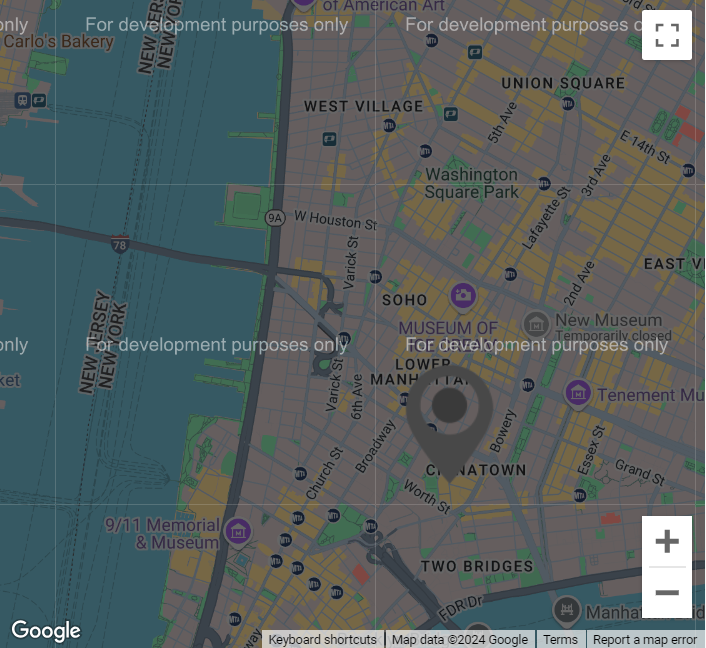 of American Art
only)
For development purposes only
For development purposes o
Carlo's Bakery
NEW JERSEY
NEW YORK
UNION SQUARE
WEST VILLAGE
5th Ave
E 14th St
3rd Ave
Washington
Square Park
Lafayette St
9A
W Houston St
78
Varick St
2nd Ave
EAST V
SOHO
NEW JERSEY
NEW YORK
MUSEUM OF
New Museum
Temporarily closed
only)
For development purposes only
For development purposes only
LOWER
MANHATTAN
ket
Varick St
6th Ave
Tenement Mu
Bowery
Broadway
Essex St
Church St
CHINATOWN
Grand St
Worth St
9/11 Memorial
& Museum
TWO BRIDGES
FDR Dr
Manha
way
Google
Keyboard shortcuts
Map data ©2024 Google
Terms
Report a map error